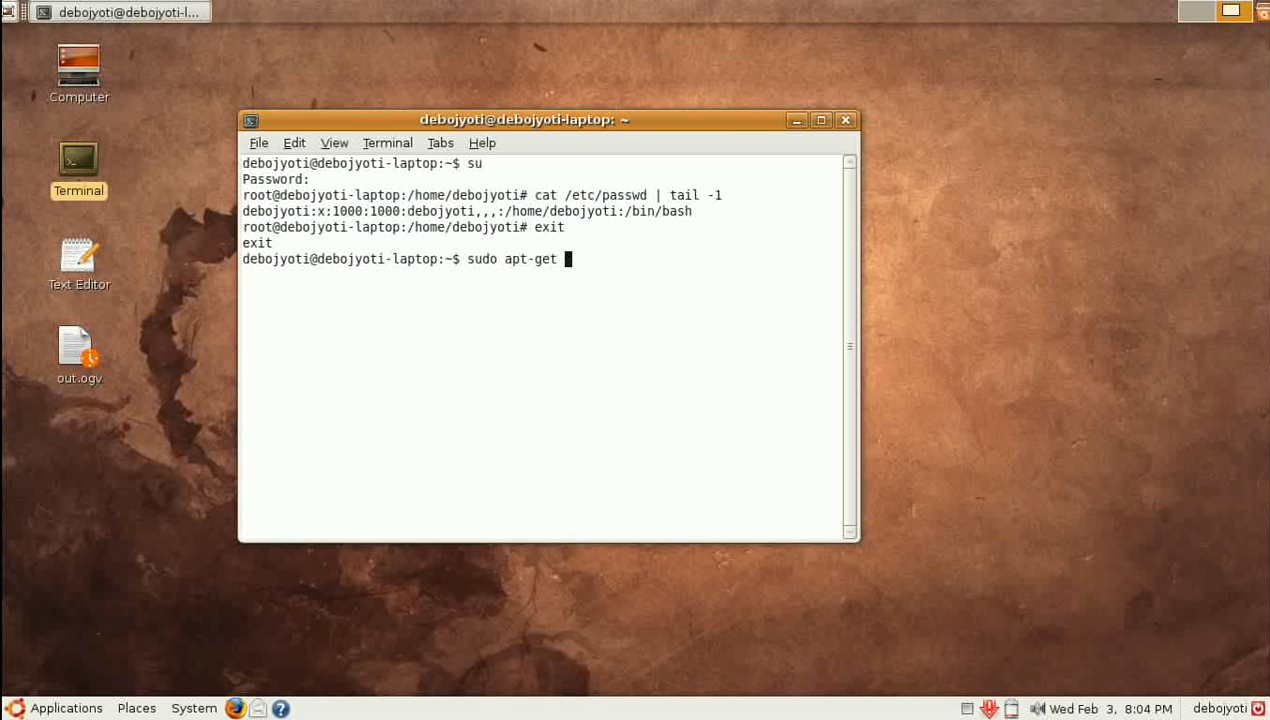 debojyoti@debojyoti-l...
Computer
Terminal
Text Editor
out.ogv
debojyoti@debojyoti-laptop: ~
File Edit View Terminal Tabs Help
debojyoti@debojyoti-laptop:~$ su
Password:
root@debojyoti-laptop:/home/debojyoti# cat /etc/passwd | tail -1
debojyoti:x:1000:1000:debojyoti,,,:/home/debojyoti:/bin/bash
root@debojyoti-laptop:/home/debojyoti# exit
exit
debojyoti@debojyoti-laptop:~$ sudo apt-get
Applications Places System Wed Feb 3, 8:04 PM debojyoti